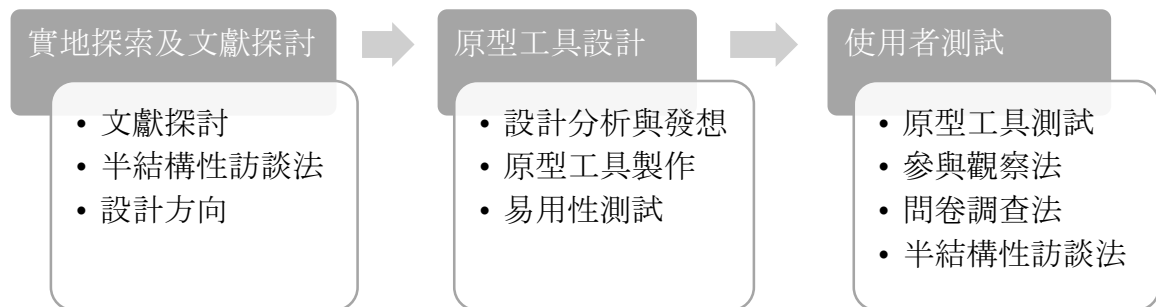 實地探索及文獻探討
• 文獻探討
• 半結構性訪談法
• 設計方向
原型工具設計
• 設計分析與發想
• 原型工具製作
• 易用性測試
使用者測試
• 原型工具測試
• 參與觀察法
• 問卷調查法
• 半結構性訪談法